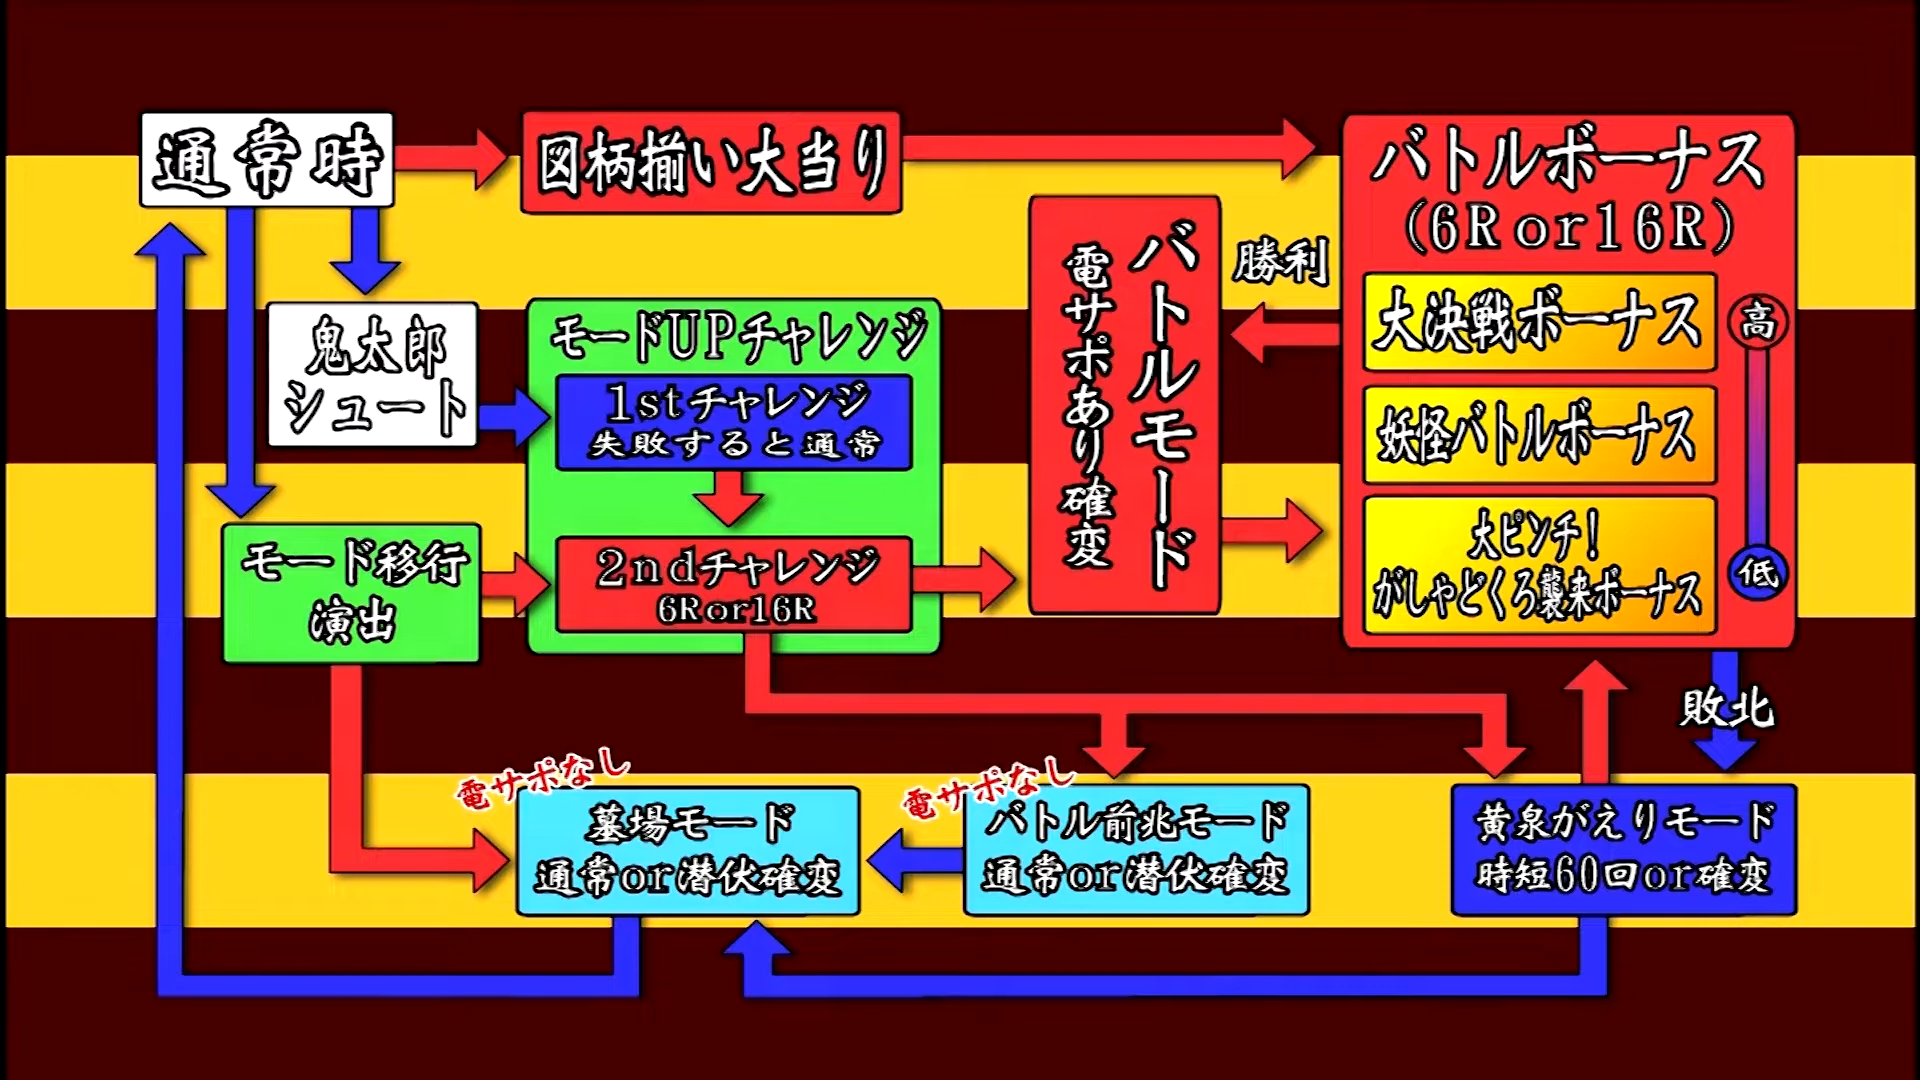 通常時
図柄揃い大当り
バトルボーナス
(6Ror16R)
大決戦ボーナス
妖怪バトルボーナス
大ピンチ!
がしゃどくろ襲来ボーナス
高
低
勝利
バトルモード
電サポあり確変
鬼太郎
シュート
モードUPチャレンジ
1stチャレンジ
失敗すると通常
2ndチャレンジ
6Ror16R
モード移行
演出
敗北
電サポなし
墓場モード
通常or潜伏確変
電サポなし
バトル前兆モード
通常or潜伏確変
黄泉がえりモード
時短60回or確変